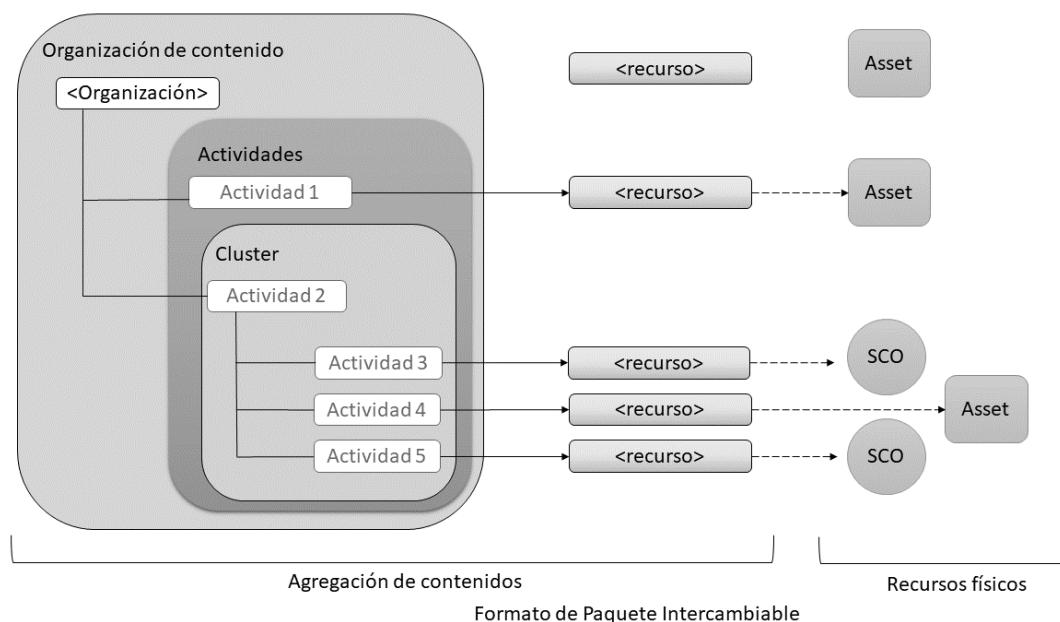 Organización de contenido
<Organización>
<recurso>
Asset
Actividades
Actividad 1
<recurso>
Asset
Cluster
Actividad 2
Actividad 3
<recurso>
SCO
Actividad 4
<recurso>
Asset
Actividad 5
<recurso>
SCO
Agregación de contenidos
Recursos físicos
Formato de Paquete Intercambiable